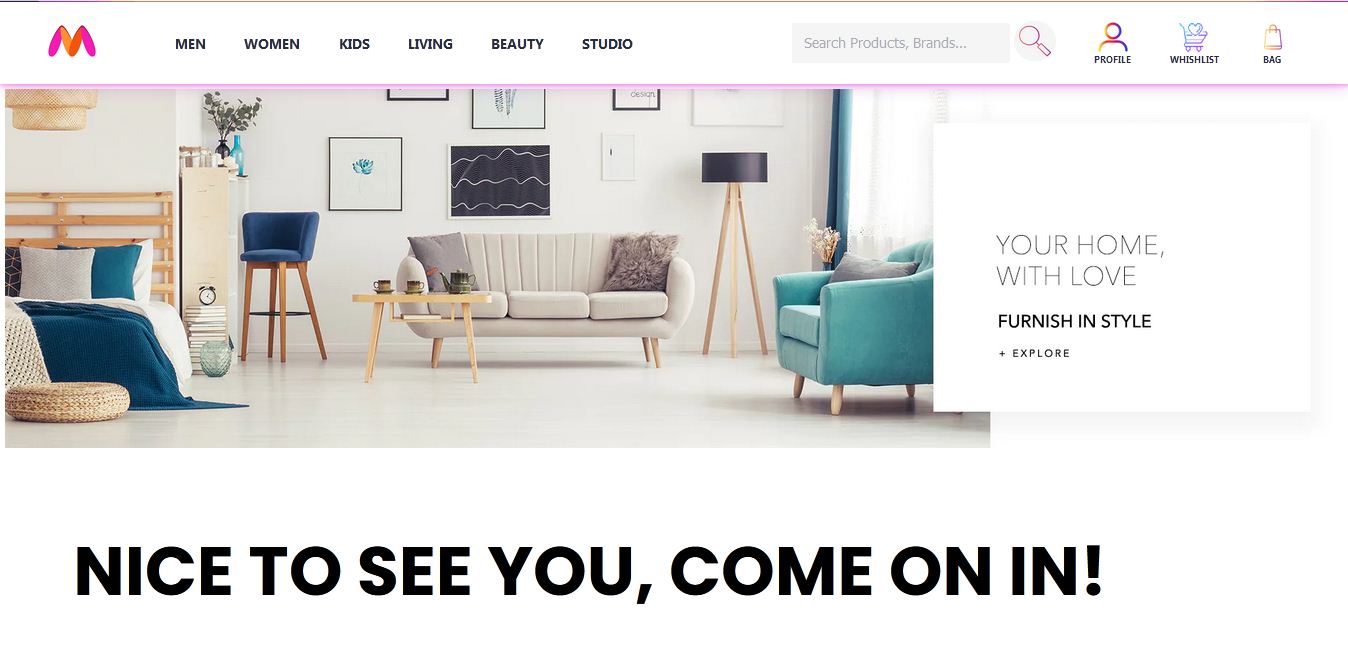 MEN WOMEN KIDS LIVING BEAUTY STUDIO Search Products, Brands... PROFILE WHISHLIST BAG
design.
YOUR HOME,
WITH LOVE
FURNISH IN STYLE
+ EXPLORE
NICE TO SEE YOU, COME ON IN!